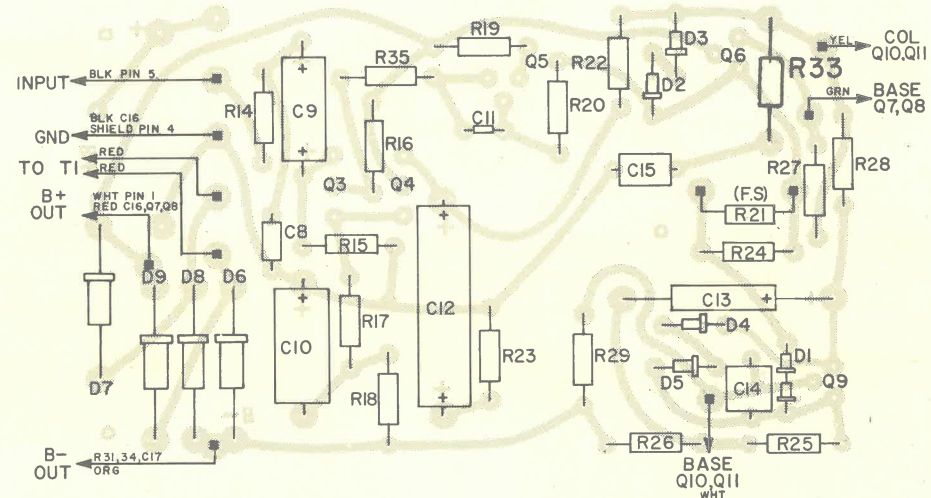 R19
D3
YEL
COL
Q10,Q11
R35
Q5
R22
Q6
R33
INPUT
BLK PIN 5
D2
GRN
BASE
Q7,Q8
R14
C9
R20
BLK C16
SHIELD PIN 4
GND
C11
R16
TO T1
RED
RED
C15
R27
R28
Q3
Q4
B+
OUT
WHT PIN 1
RED C16,Q7,Q8
(F.S)
R21
C8
R15
R24
D9
D8
D6
C13
C10
R17
C12
D4
R23
R29
D1
D7
D5
C14
Q9
R18
R26
R25
B-
OUT
R31,34,C17
ORG
BASE
Q10,Q11
WHT
+
+
+
+
+